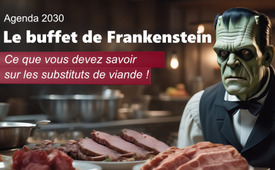 Agenda 2030
Le buffet de Frankenstein
Ce que vous devez savoir
sur les substituts de viande !